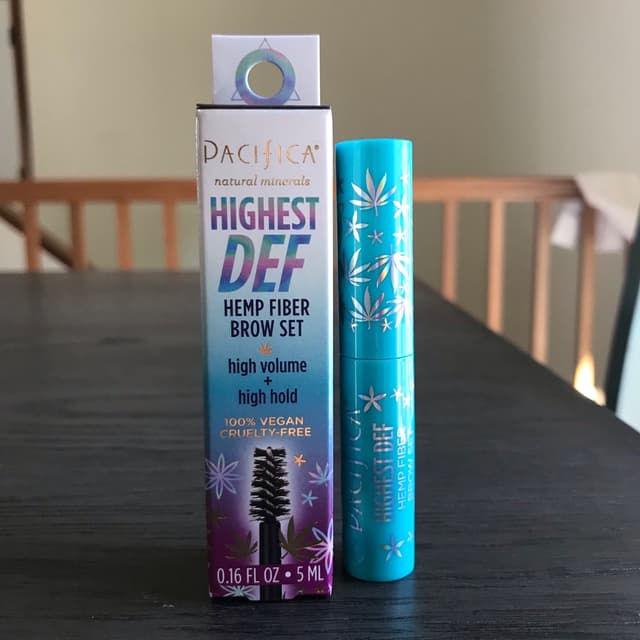 PACIFICA®
natural minerals
HIGHEST
DEF
HEMP FIBER
BROW SET
high volume
+
high hold
100% VEGAN
CRUELTY-FREE
0.16 FL OZ • 5 ML
PACIFICA
HIGHEST DEF
HEMP FIBER
BROW SET